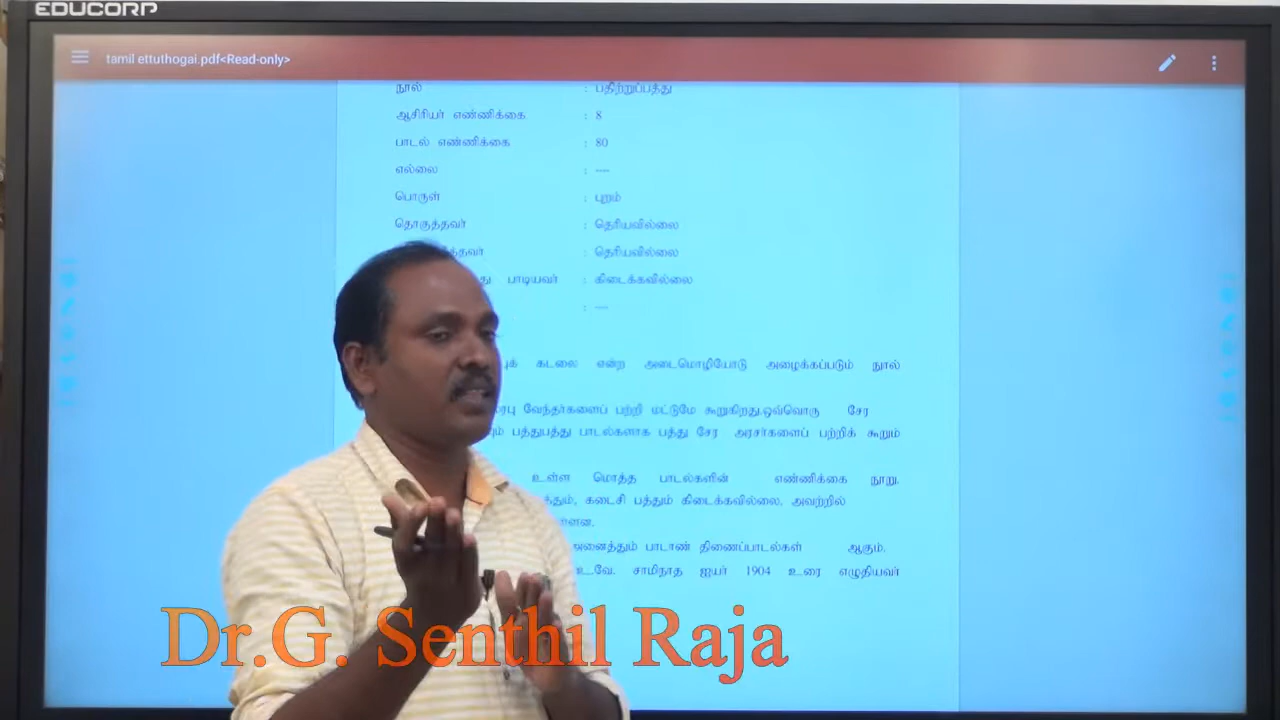 EDUCORP
tamil ettuthogai.pdf<Read-only>
நூல் : பதிற்றுப்பத்து
ஆசிரியர் எண்ணிக்கை : 8
பாடல் எண்ணிக்கை : 80
எல்லை : ---
பொருள் : புறம்
தொகுத்தவர் : தெரியவில்லை
: தெரியவில்லை
பாடியவர் : கிடைக்கவில்லை
: ---
கடலை என்ற அடைமொழியோடு அழைக்கப்படும் நூல்
வேந்தர்களைப் பற்றி மட்டுமே கூறுகிறது.ஒவ்வொரு சேர
பத்துபத்து பாடல்களாக பத்து சேர அரசர்களைப் பற்றிக் கூறும்
உள்ள மொத்த பாடல்களின் எண்ணிக்கை நூறு.
கடைசி பத்தும் கிடைக்கவில்லை, அவற்றில்
அனைத்தும் பாடாண் திணைப்பாடல்கள் ஆகும்.
உ.வே. சாமிநாத ஐயர் 1904 உரை எழுதியவர்
Dr.G. Senthil Raja